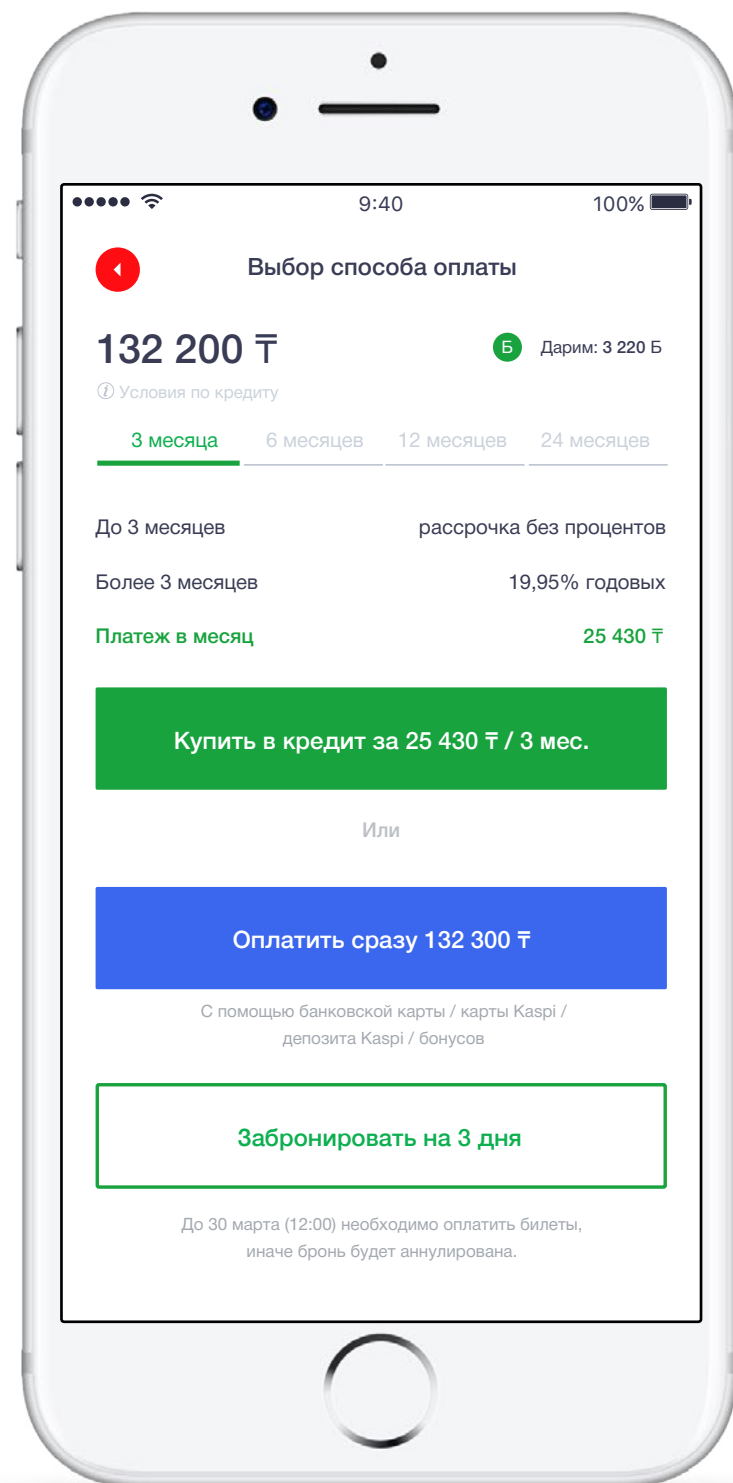 9:40 100%
Выбор способа оплаты
132 200 ₸ Б Дарим: 3 220 Б
i Условия по кредиту
3 месяца 6 месяцев 12 месяцев 24 месяцев
До 3 месяцев рассрочка без процентов
Более 3 месяцев 19,95% годовых
Платеж в месяц 25 430 ₸
Купить в кредит за 25 430 ₸ / 3 мес.
Или
Оплатить сразу 132 300 ₸
С помощью банковской карты / карты Kaspi /
депозита Kaspi / бонусов
Забронировать на 3 дня
До 30 марта (12:00) необходимо оплатить билеты,
иначе бронь будет аннулирована.